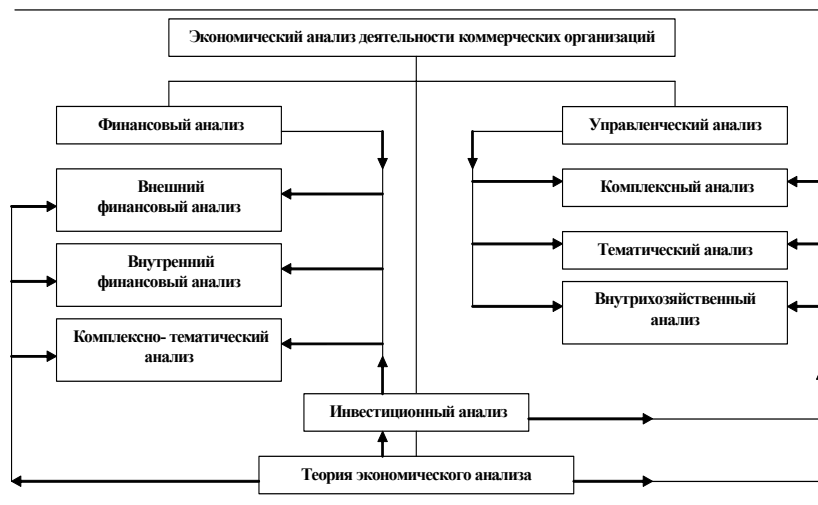 Экономический анализ деятельности коммерческих организаций
Финансовый анализ
Управленческий анализ
Внешний
финансовый анализ
Комплексный анализ
Внутренний
финансовый анализ
Тематический анализ
Комплексно- тематический
анализ
Внутрихозяйственный
анализ
Инвестиционный анализ
Теория экономического анализа